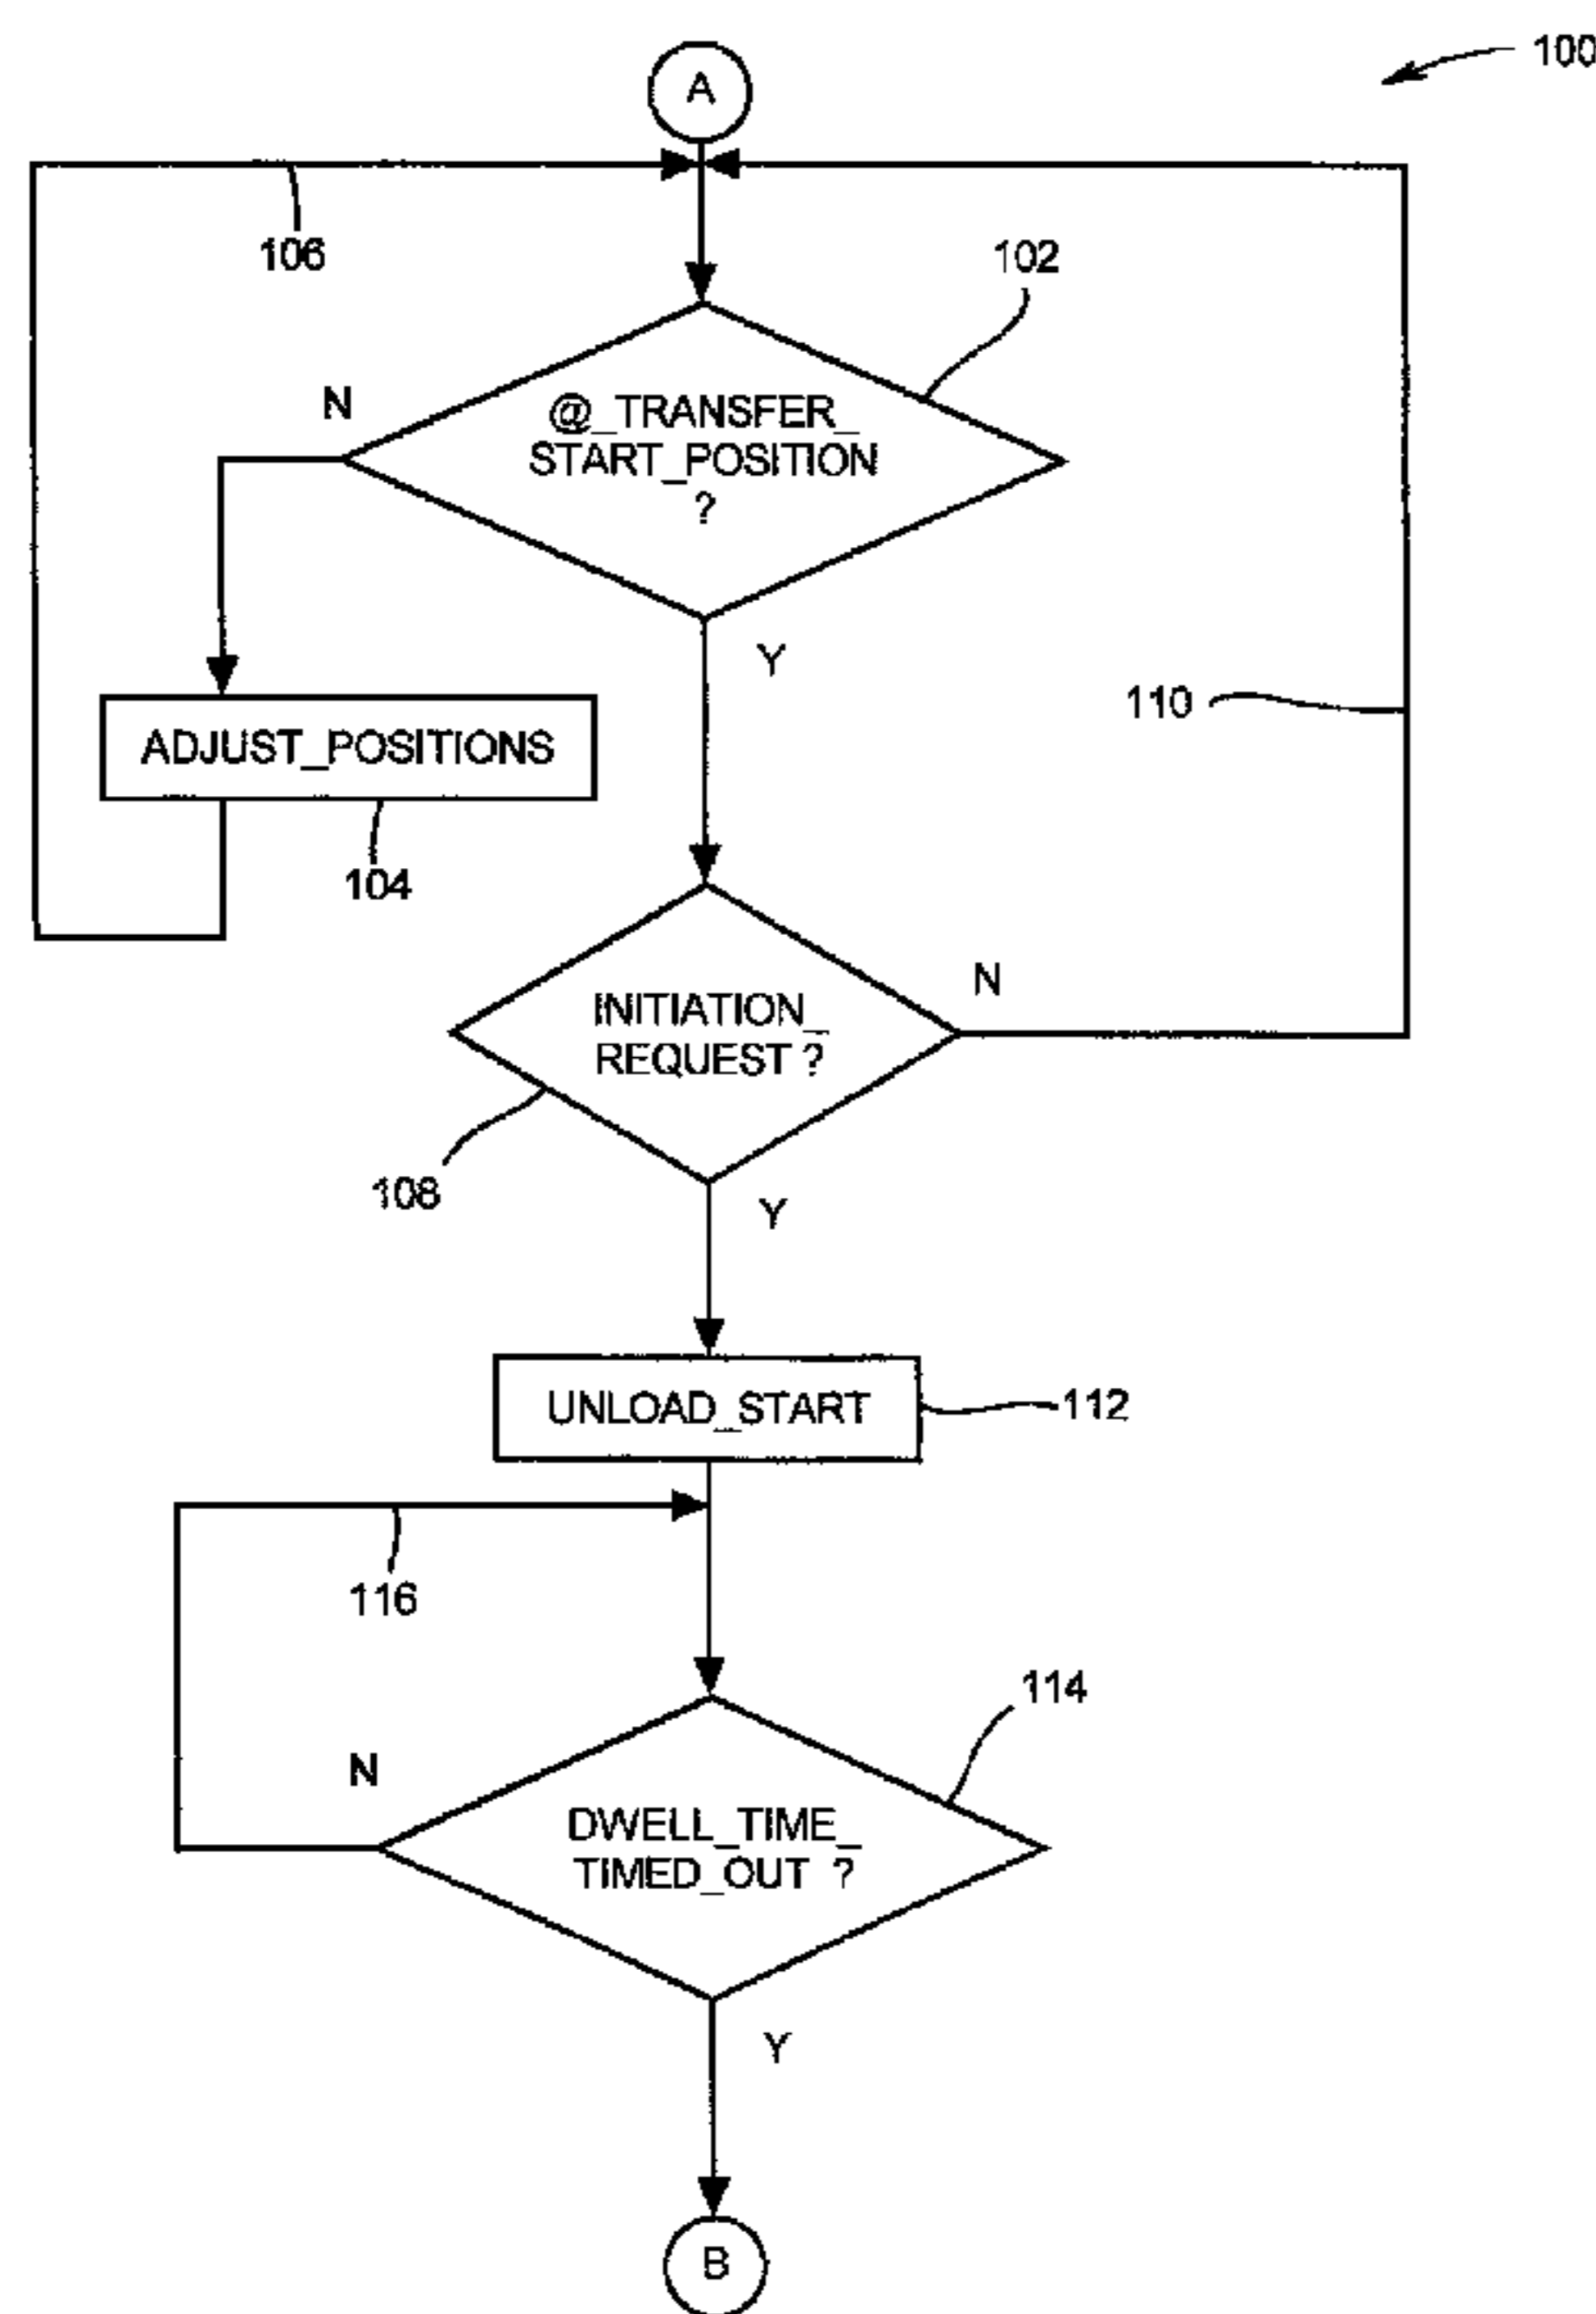 100
A
106
102
N
@_TRANSFER_
START_POSITION
?
Y
110
ADJUST_POSITIONS
104
N
INITIATION_
REQUEST ?
108
Y
UNLOAD_START
112
116
114
N
DWELL_TIME_
TIMED_OUT ?
Y
B